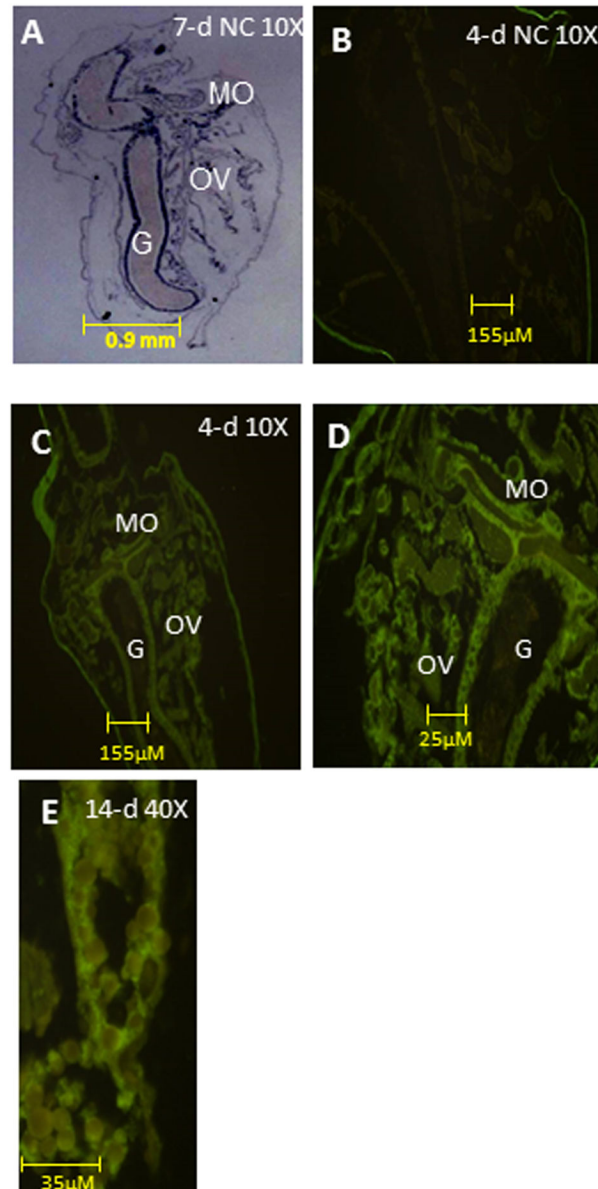 A 7-d NC 10X
MO
OV
G
0.9 mm
B 4-d NC 10X
155µM
C 4-d 10X
MO
OV
G
155µM
D
MO
OV
G
25µM
E 14-d 40X
35µM